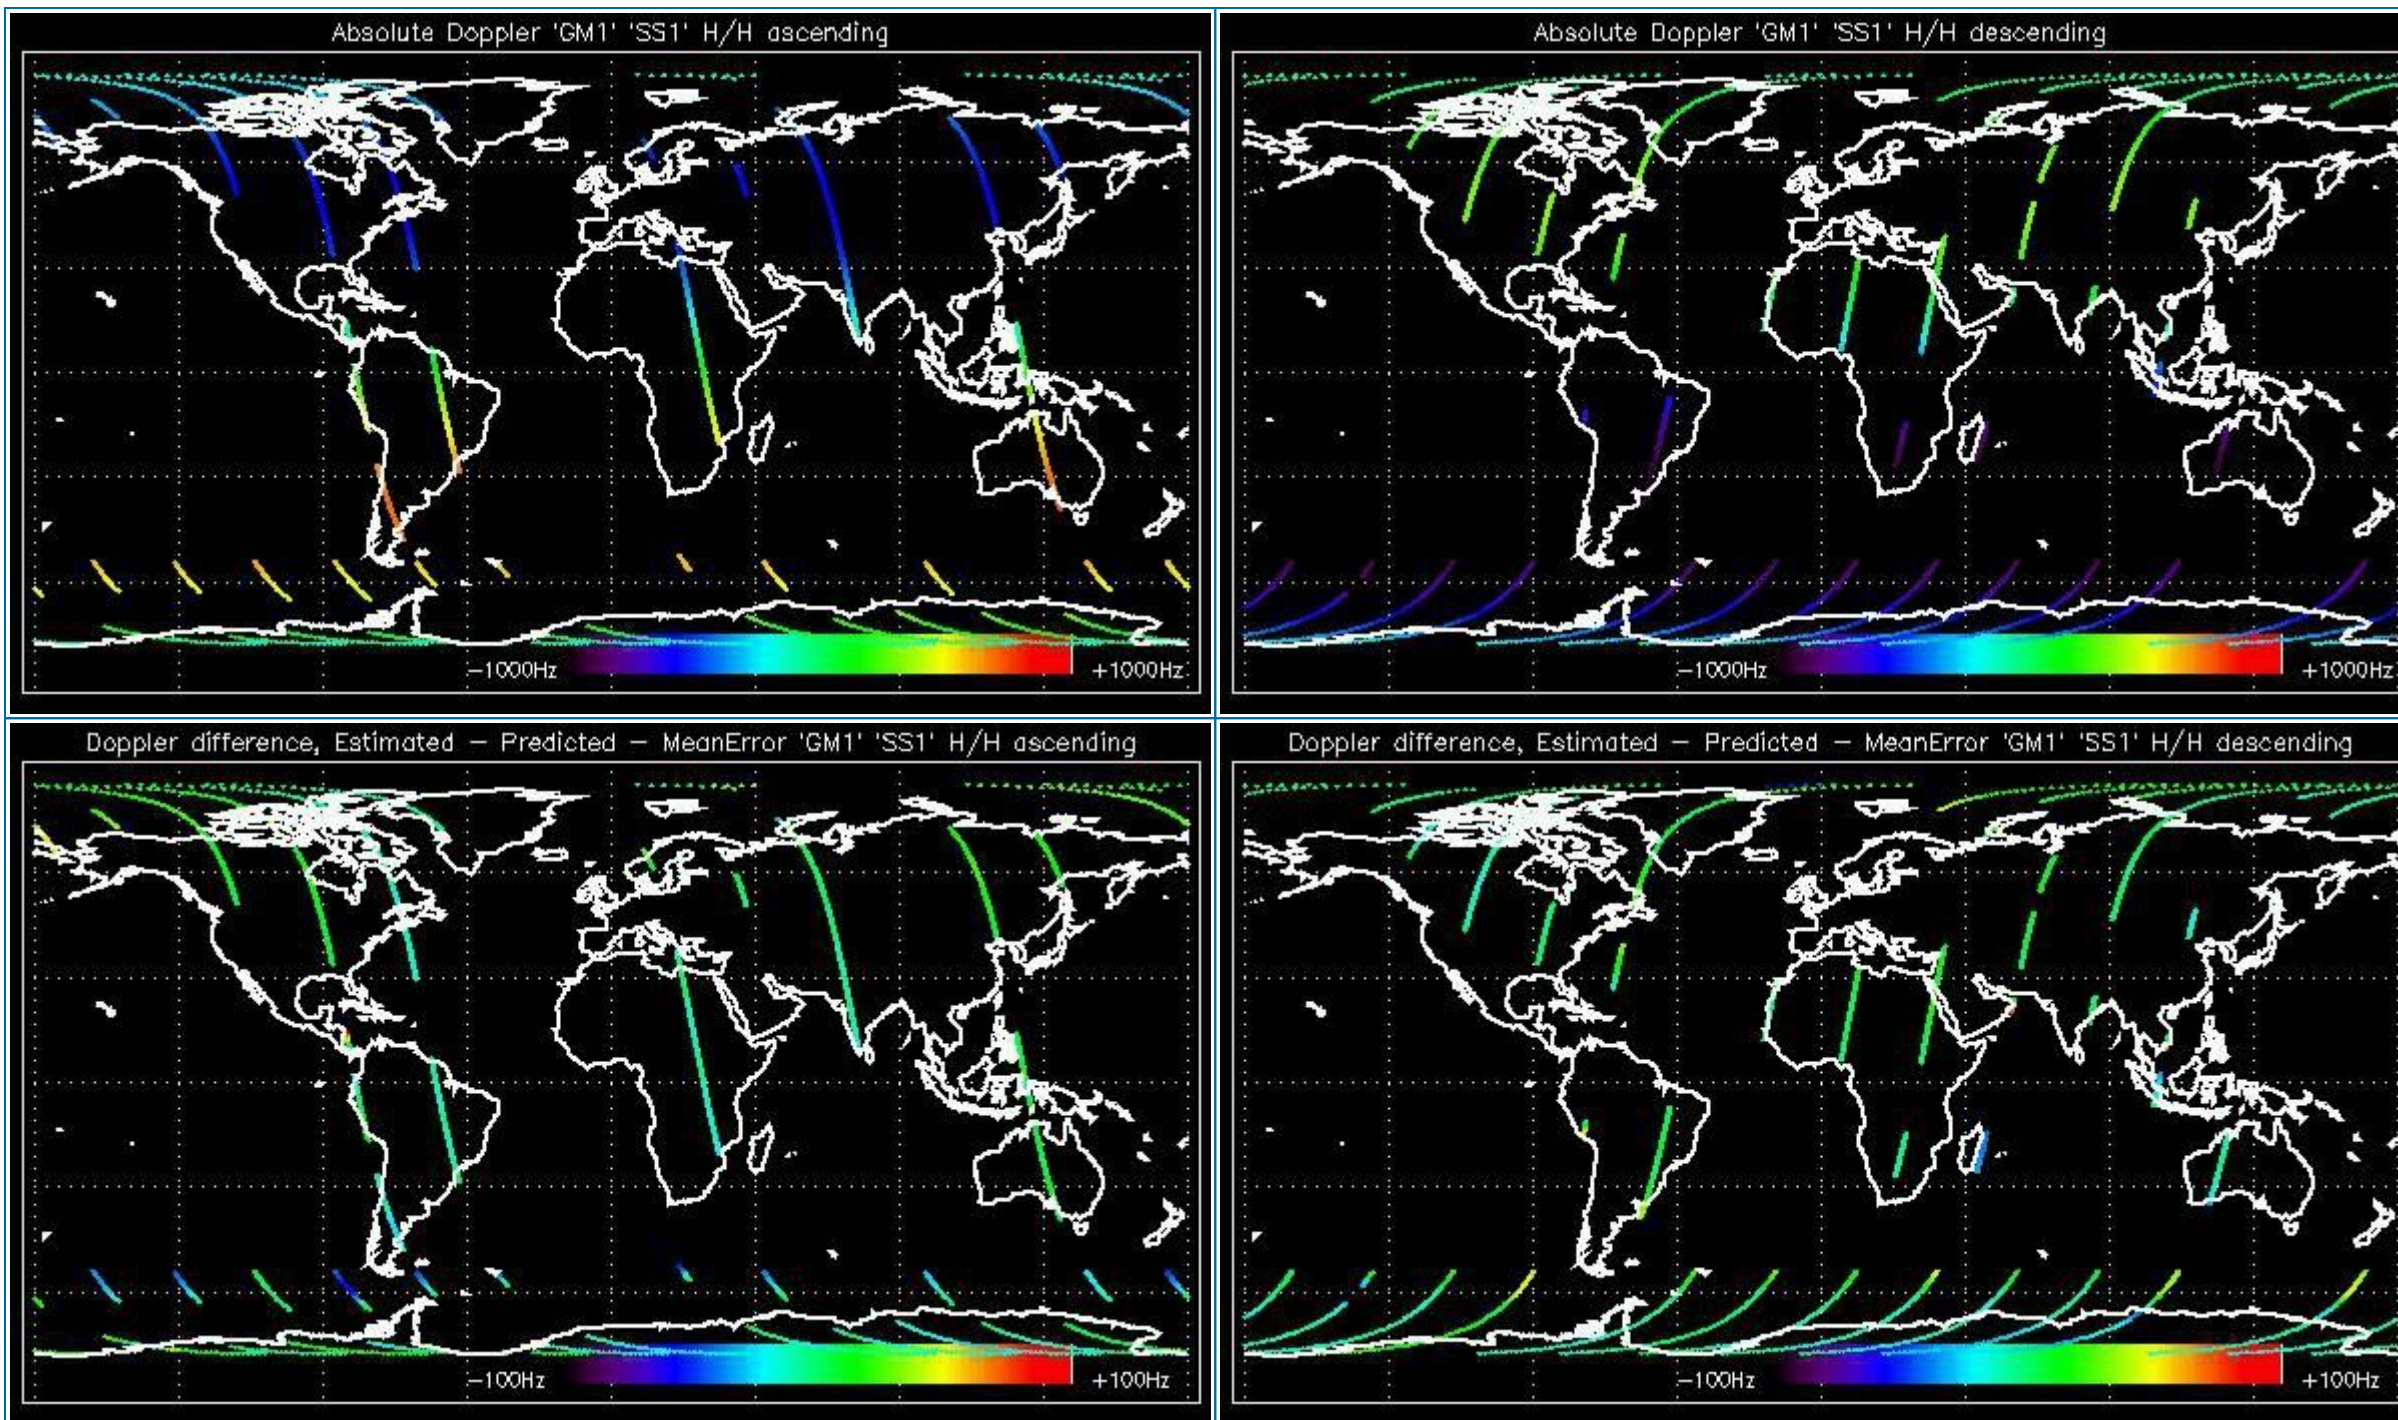 Absolute Doppler 'GM1' 'SS1' H/H ascending
−1000Hz
+1000Hz
Absolute Doppler 'GM1' 'SS1' H/H descending
−1000Hz
+1000Hz
Doppler difference, Estimated − Predicted − MeanError 'GM1' 'SS1' H/H ascending
−100Hz
+100Hz
Doppler difference, Estimated − Predicted − MeanError 'GM1' 'SS1' H/H descending
−100Hz
+100Hz